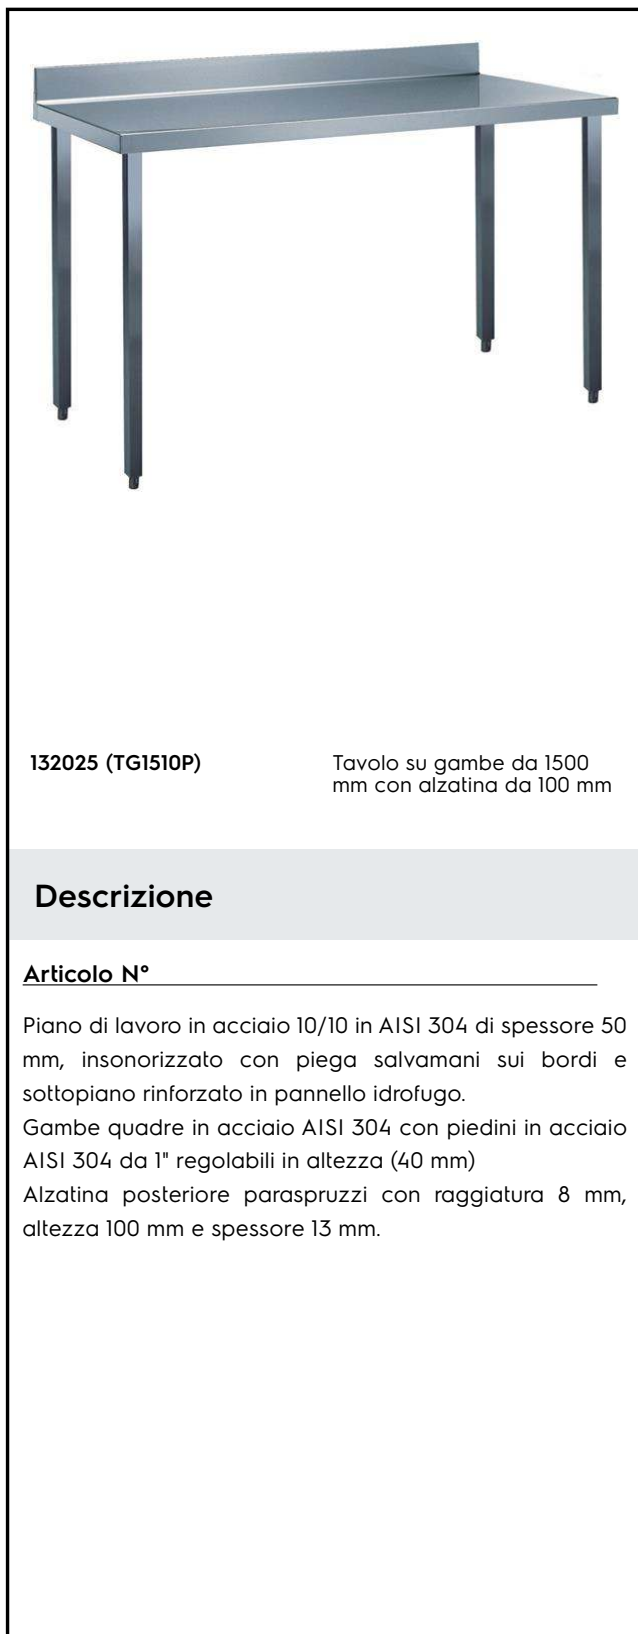 132025 (TG1510P)
Tavolo su gambe da 1500
mm con alzatina da 100 mm
Descrizione
Articolo N°
Piano di lavoro in acciaio 10/10 in AISI 304 di spessore 50
mm, insonorizzato con piega salvamani sui bordi e
sottopiano rinforzato in pannello idrofugo.
Gambe quadre in acciaio AISI 304 con piedini in acciaio
AISI 304 da 1" regolabili in altezza (40 mm)
Alzatina posteriore paraspruzzi con raggiatura 8 mm,
altezza 100 mm e spessore 13 mm.